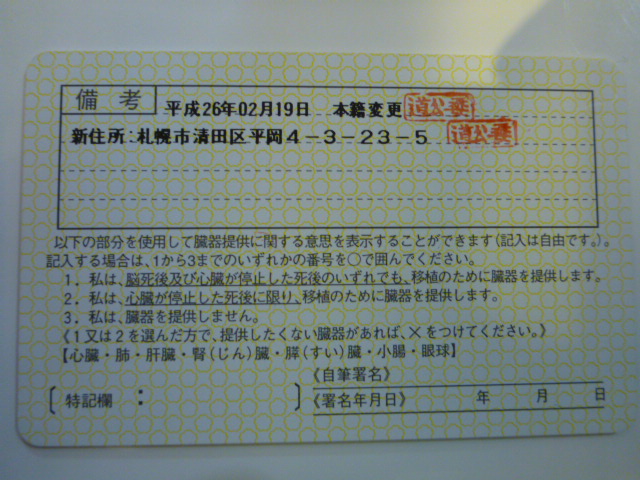 備考 平成26年02月19日 本籍変更 道公委
新住所:札幌市清田区平岡4-3-23-5 道公委
以下の部分を使用して臓器提供に関する意思を表示することができます(記入は自由です。)。
記入する場合は、1から3までのいずれかの番号を○で囲んでください。
1. 私は、脳死後及び心臓が停止した死後のいずれでも、移植のために臓器を提供します。
2. 私は、心臓が停止した死後に限り、移植のために臓器を提供します。
3. 私は、臓器を提供しません。
《1又は2を選んだ方で、提供したくない臓器があれば、×をつけてください。》
【心臓・肺・肝臓・腎(じん)臓・膵(すい)臓・小腸・眼球】
《自筆署名》
〔特記欄 : 〕
《署名年月日》 年 月 日